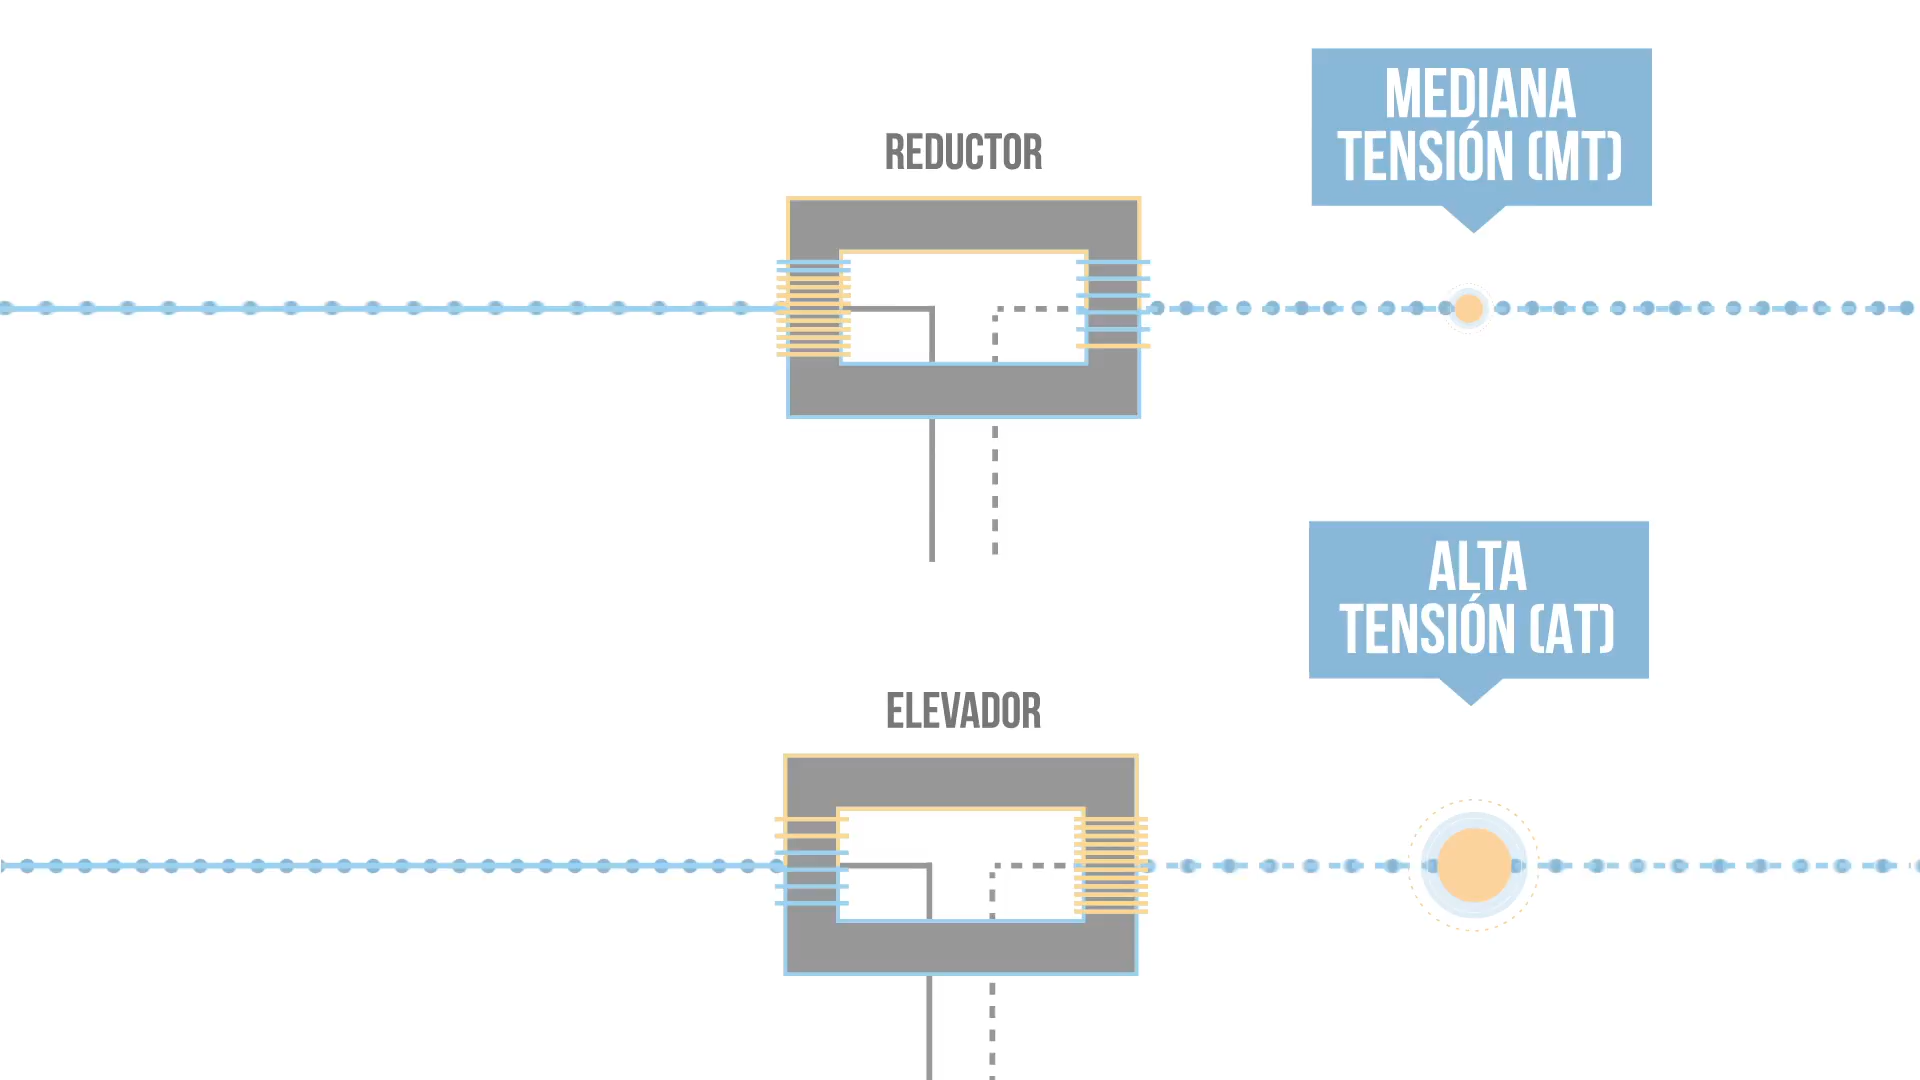 MEDIANA
TENSIÓN (MT)
REDUCTOR
ALTA
TENSIÓN (AT)
ELEVADOR